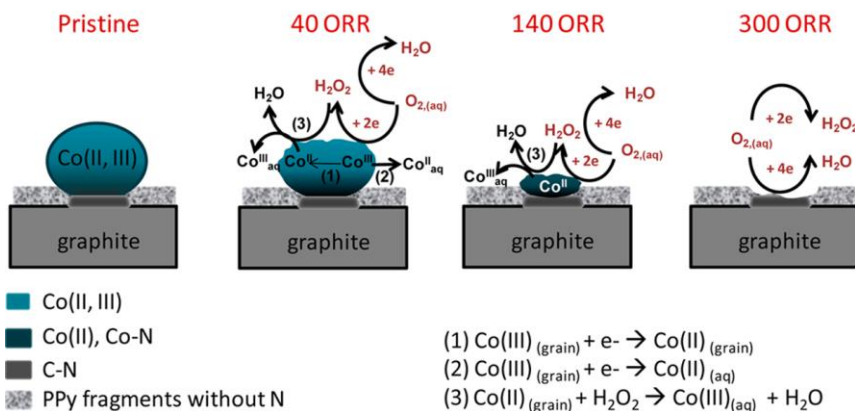 Pristine
40 ORR
140 ORR
300 ORR
Co(II, III)
graphite
H₂O
+ 4e
H₂O₂
H₂O
O₂,(aq)
(3)
+ 2e
Coᴵᴵᴵaq
Coᴵᴵ
Coᴵᴵᴵ
Coᴵᴵaq
(1)
(2)
graphite
H₂O
+ 4e
H₂O
H₂O₂
O₂,(aq)
(3)
+2e
Coᴵᴵᴵaq
Coᴵᴵ
graphite
+ 2e
H₂O₂
O₂,(aq)
+ 4e
H₂O
graphite
Co(II, III)
Co(II), Co-N
C-N
PPy fragments without N
(1) Co(III) (grain) + e- → Co(II) (grain)
(2) Co(III) (grain) + e- → Co(II) (aq)
(3) Co(II) (grain) + H₂O₂ → Co(III)(aq) + H₂O